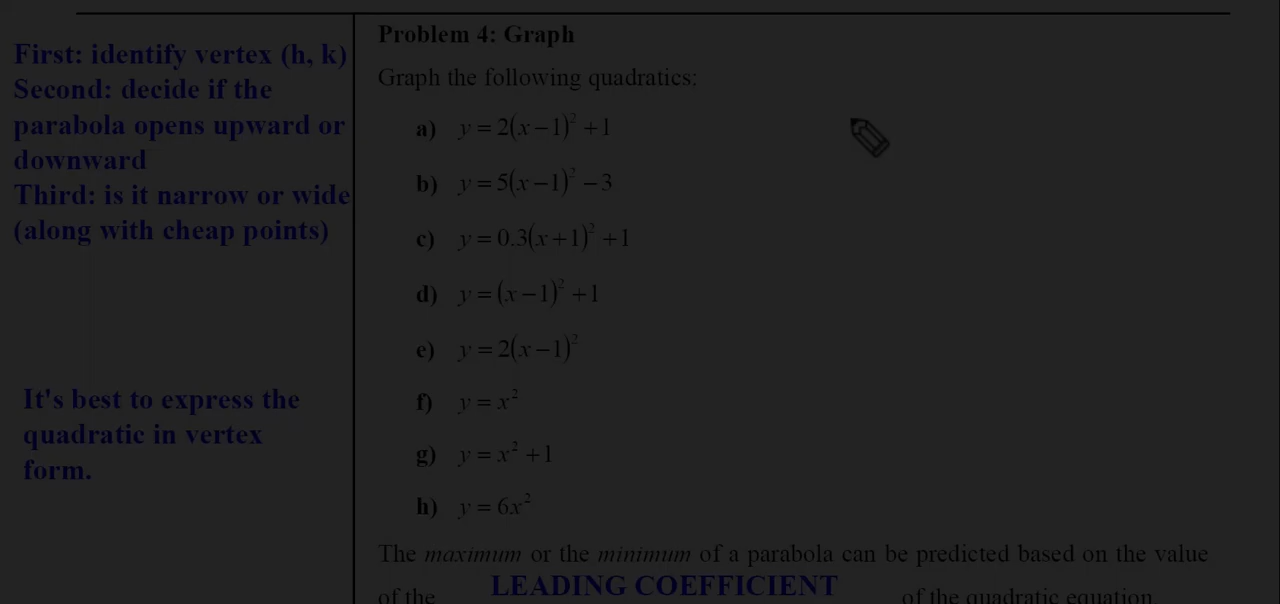 First: identify vertex (h, k)
Second: decide if the
parabola opens upward or
downward
Third: is it narrow or wide
(along with cheap points)
It's best to express the
quadratic in vertex
form.
Problem 4: Graph
Graph the following quadratics:
a) y = 2(x−1)² +1
b) y = 5(x−1)² −3
c) y = 0.3(x+1)² +1
d) y = (x−1)² +1
e) y = 2(x−1)²
f) y = x²
g) y = x² +1
h) y = 6x²
The maximum or the minimum of a parabola can be predicted based on the value
of the LEADING COEFFICIENT of the quadratic equation.